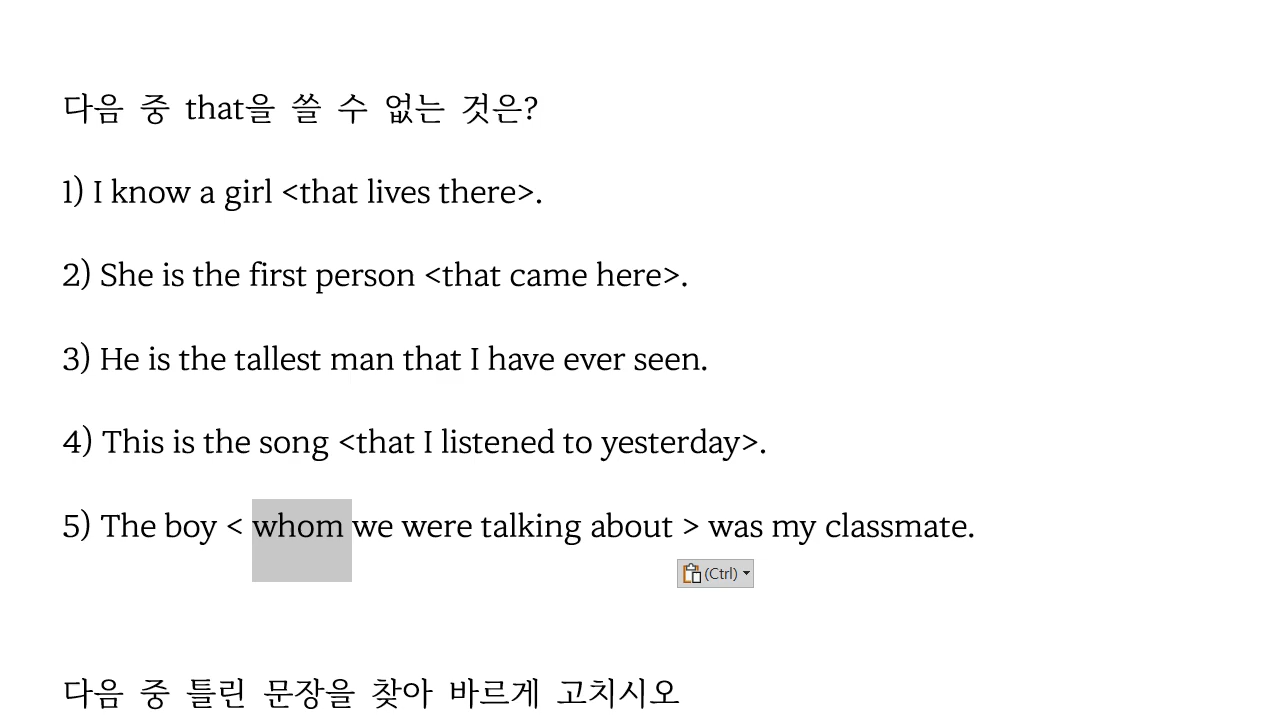 다음 중 that을 쓸 수 없는 것은?
1) I know a girl <that lives there>.
2) She is the first person <that came here>.
3) He is the tallest man that I have ever seen.
4) This is the song <that I listened to yesterday>.
5) The boy < whom we were talking about > was my classmate.
(Ctrl)
다음 중 틀린 문장을 찾아 바르게 고치시오